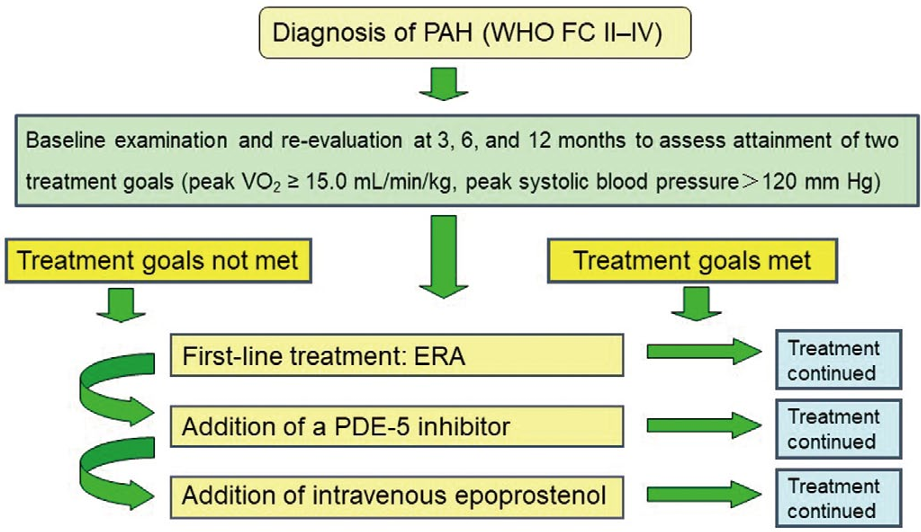 Diagnosis of PAH (WHO FC II–IV)
Baseline examination and re-evaluation at 3, 6, and 12 months to assess attainment of two
treatment goals (peak VO₂ ≥ 15.0 mL/min/kg, peak systolic blood pressure＞120 mm Hg)
Treatment goals not met
Treatment goals met
First-line treatment: ERA
Treatment
continued
Addition of a PDE-5 inhibitor
Treatment
continued
Addition of intravenous epoprostenol
Treatment
continued